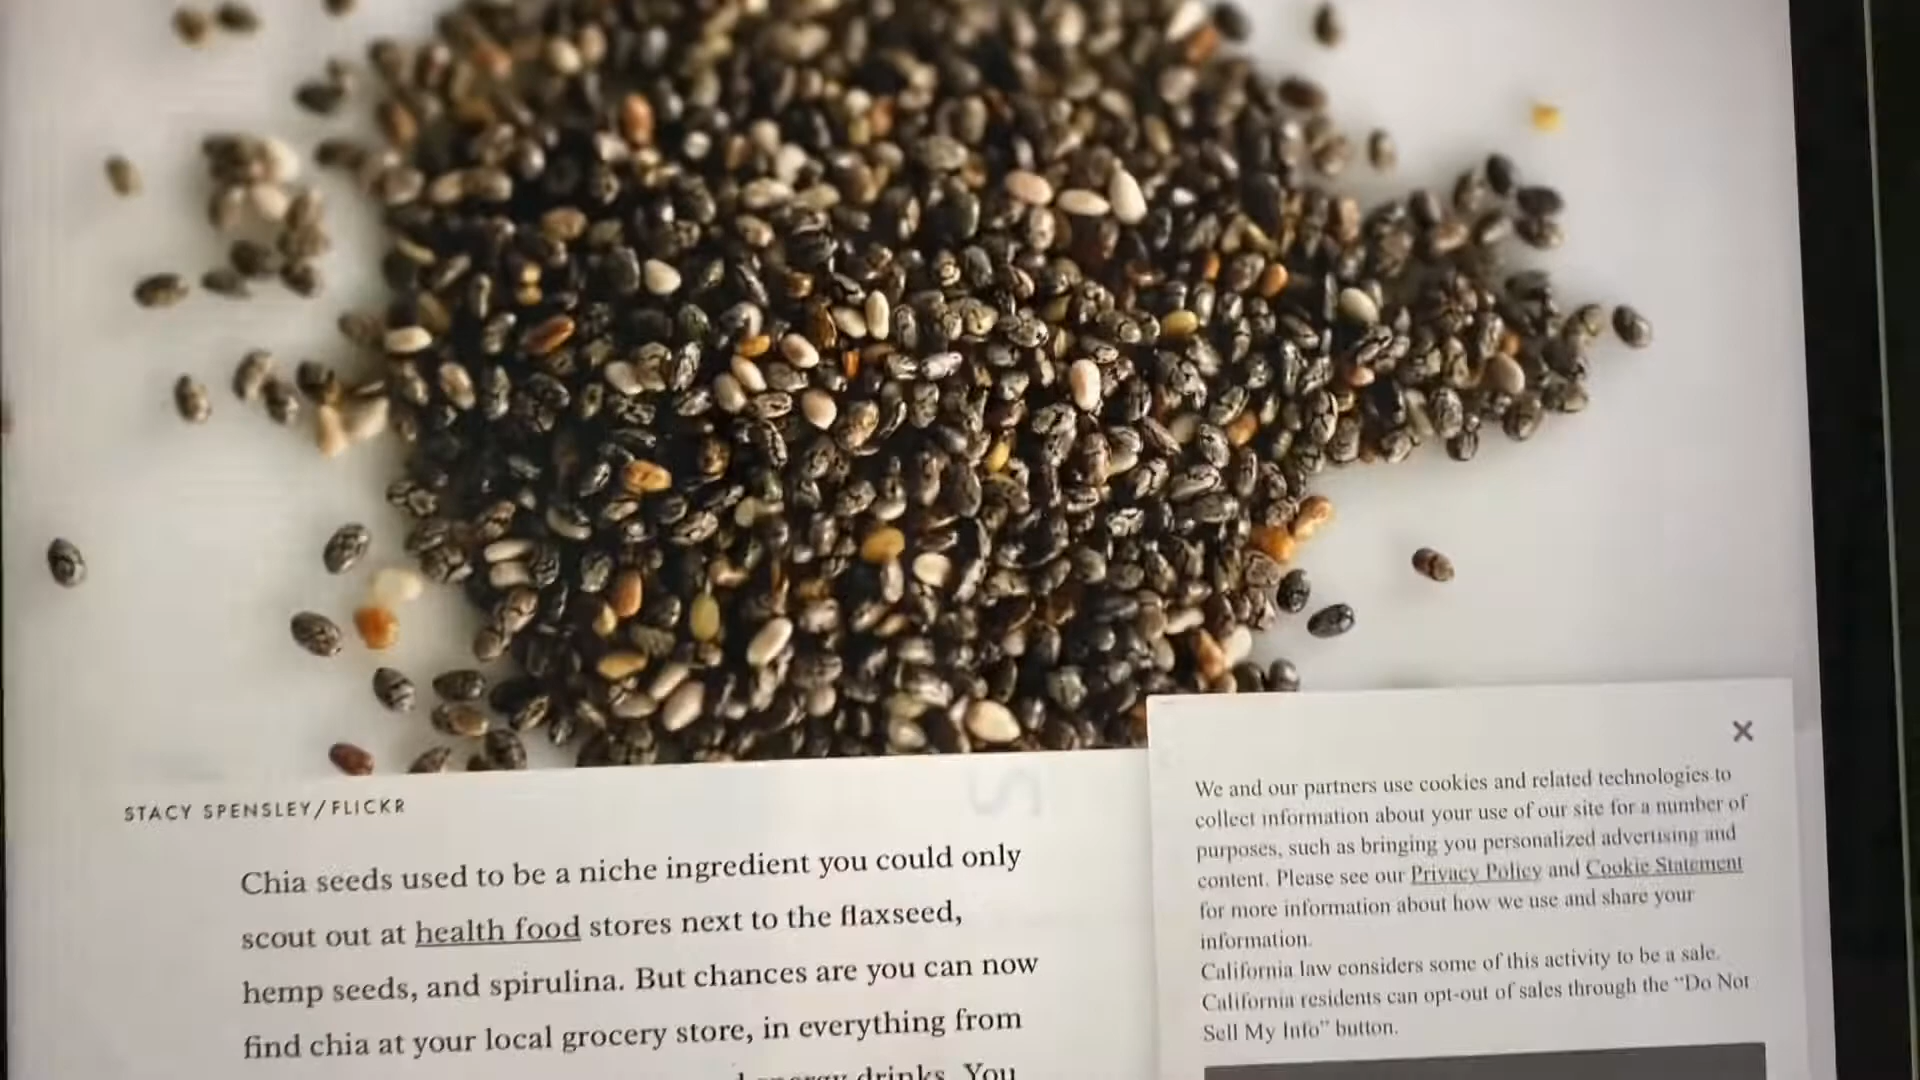 STACY SPENSLEY/FLICKR
Chia seeds used to be a niche ingredient you could only
scout out at health food stores next to the flaxseed,
hemp seeds, and spirulina. But chances are you can now
find chia at your local grocery store, in everything from
drinks. You
We and our partners use cookies and related technologies to
collect information about your use of our site for a number of
purposes, such as bringing you personalized advertising and
content. Please see our Privacy Policy and Cookie Statement
for more information about how we use and share your
information.
California law considers some of this activity to be a sale.
California residents can opt-out of sales through the "Do Not
Sell My Info" button.